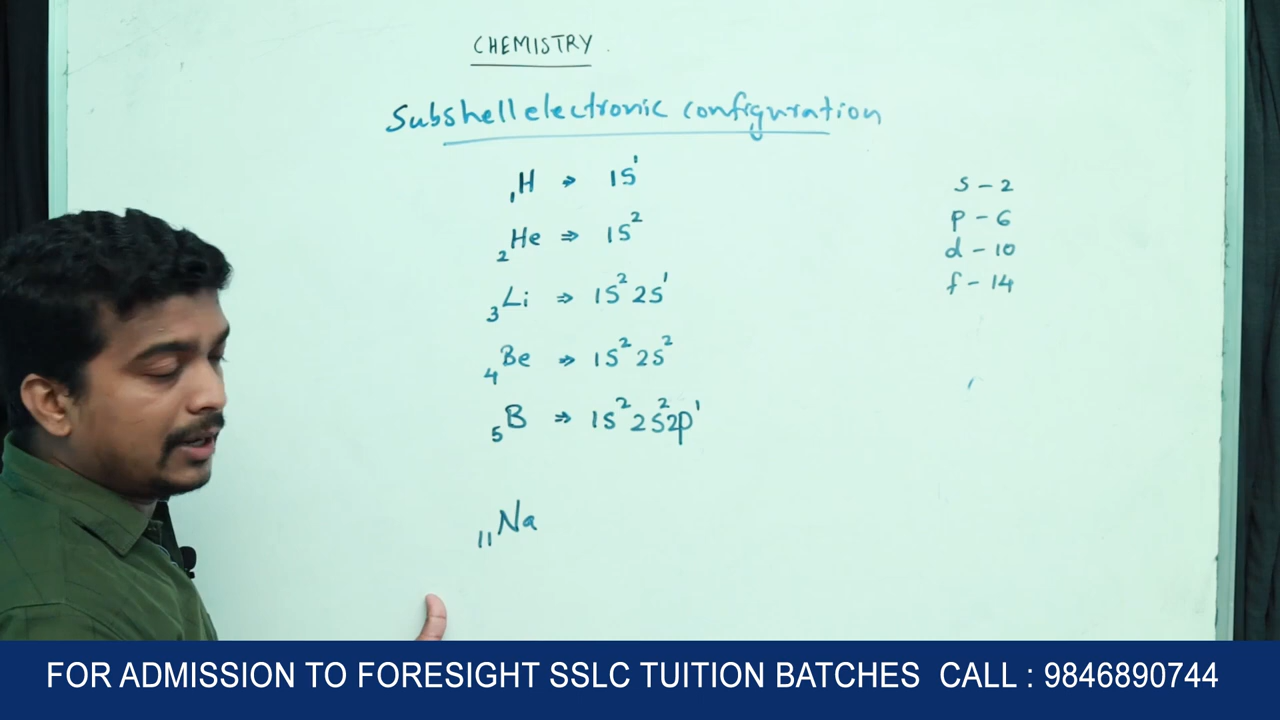 CHEMISTRY.
Subshell electronic configuration
₁H ⇒ 1S¹
₂He ⇒ 1S²
₃Li ⇒ 1S² 2S¹
₄Be ⇒ 1S² 2S²
₅B ⇒ 1S² 2S² 2p¹
₁₁Na
S - 2
p - 6
d - 10
f - 14
FOR ADMISSION TO FORESIGHT SSLC TUITION BATCHES CALL : 9846890744